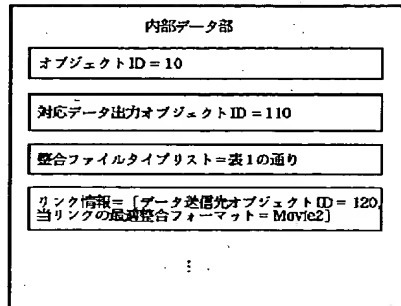 内部データ部
オブジェクトID = 10
対応データ出力オブジェクトID = 110
整合ファイルタイプリスト=表1の通り
リンク情報= [データ送信先オブジェクトID = 120,
当リンクの最適整合フォーマット= Movie2]
⋮